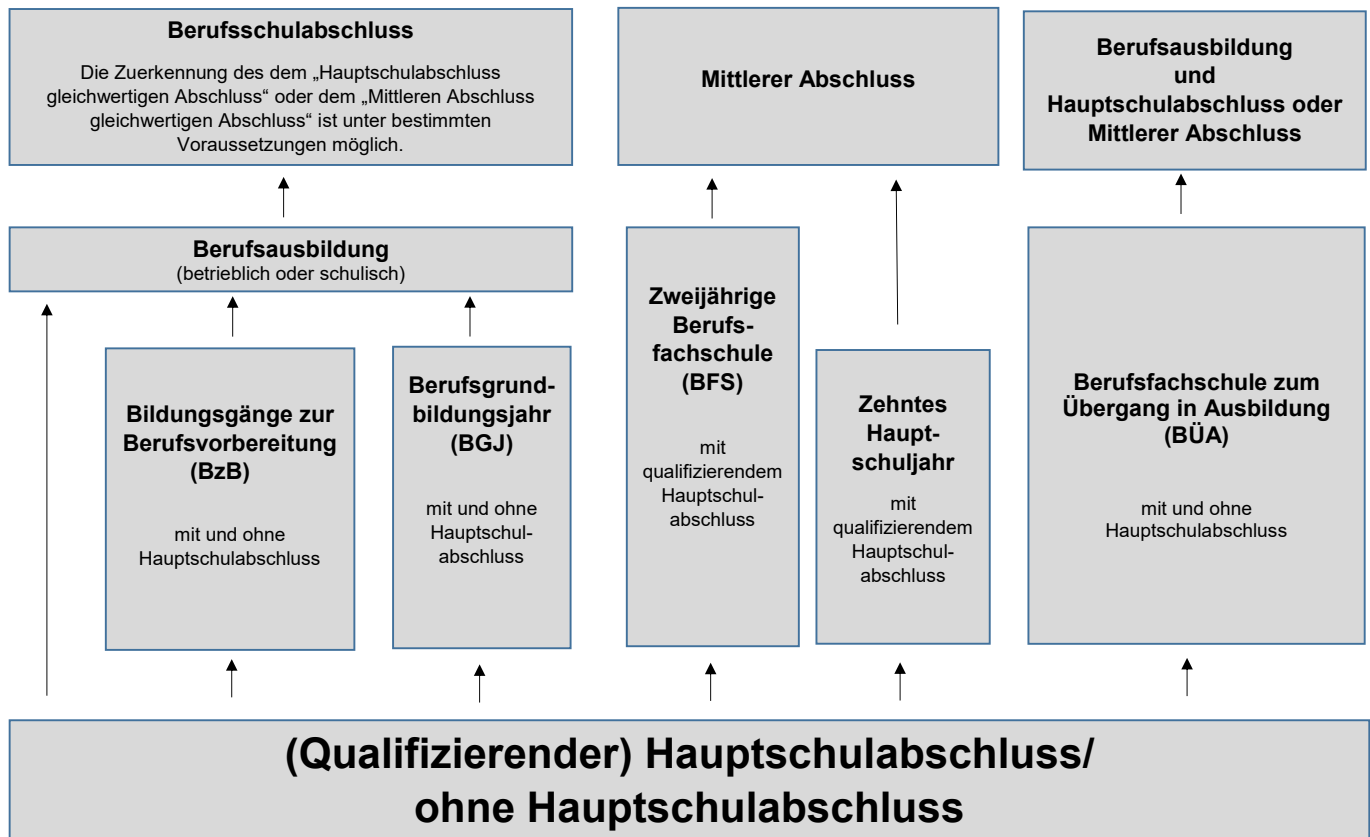 Berufsschulabschluss
Die Zuerkennung des dem „Hauptschulabschluss
gleichwertigen Abschluss“ oder dem „Mittleren Abschluss
gleichwertigen Abschluss“ ist unter bestimmten
Voraussetzungen möglich.
Mittlerer Abschluss
Berufsausbildung
und
Hauptschulabschluss oder
Mittlerer Abschluss
Berufsausbildung
(betrieblich oder schulisch)
Bildungsgänge zur
Berufsvorbereitung
(BzB)
mit und ohne
Hauptschulabschluss
Berufsgrund-
bildungsjahr
(BGJ)
mit und ohne
Hauptschul-
abschluss
Zweijährige
Berufs-
fachschule
(BFS)
mit
qualifizierendem
Hauptschul-
abschluss
Zehntes
Haupt-
schuljahr
mit
qualifizierendem
Hauptschul-
abschluss
Berufsfachschule zum
Übergang in Ausbildung
(BÜA)
mit und ohne
Hauptschulabschluss
(Qualifizierender) Hauptschulabschluss/
ohne Hauptschulabschluss